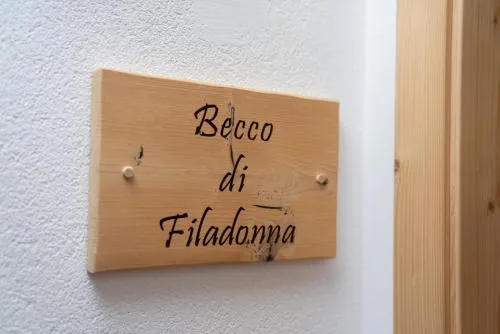 Becco
di
Filadonna